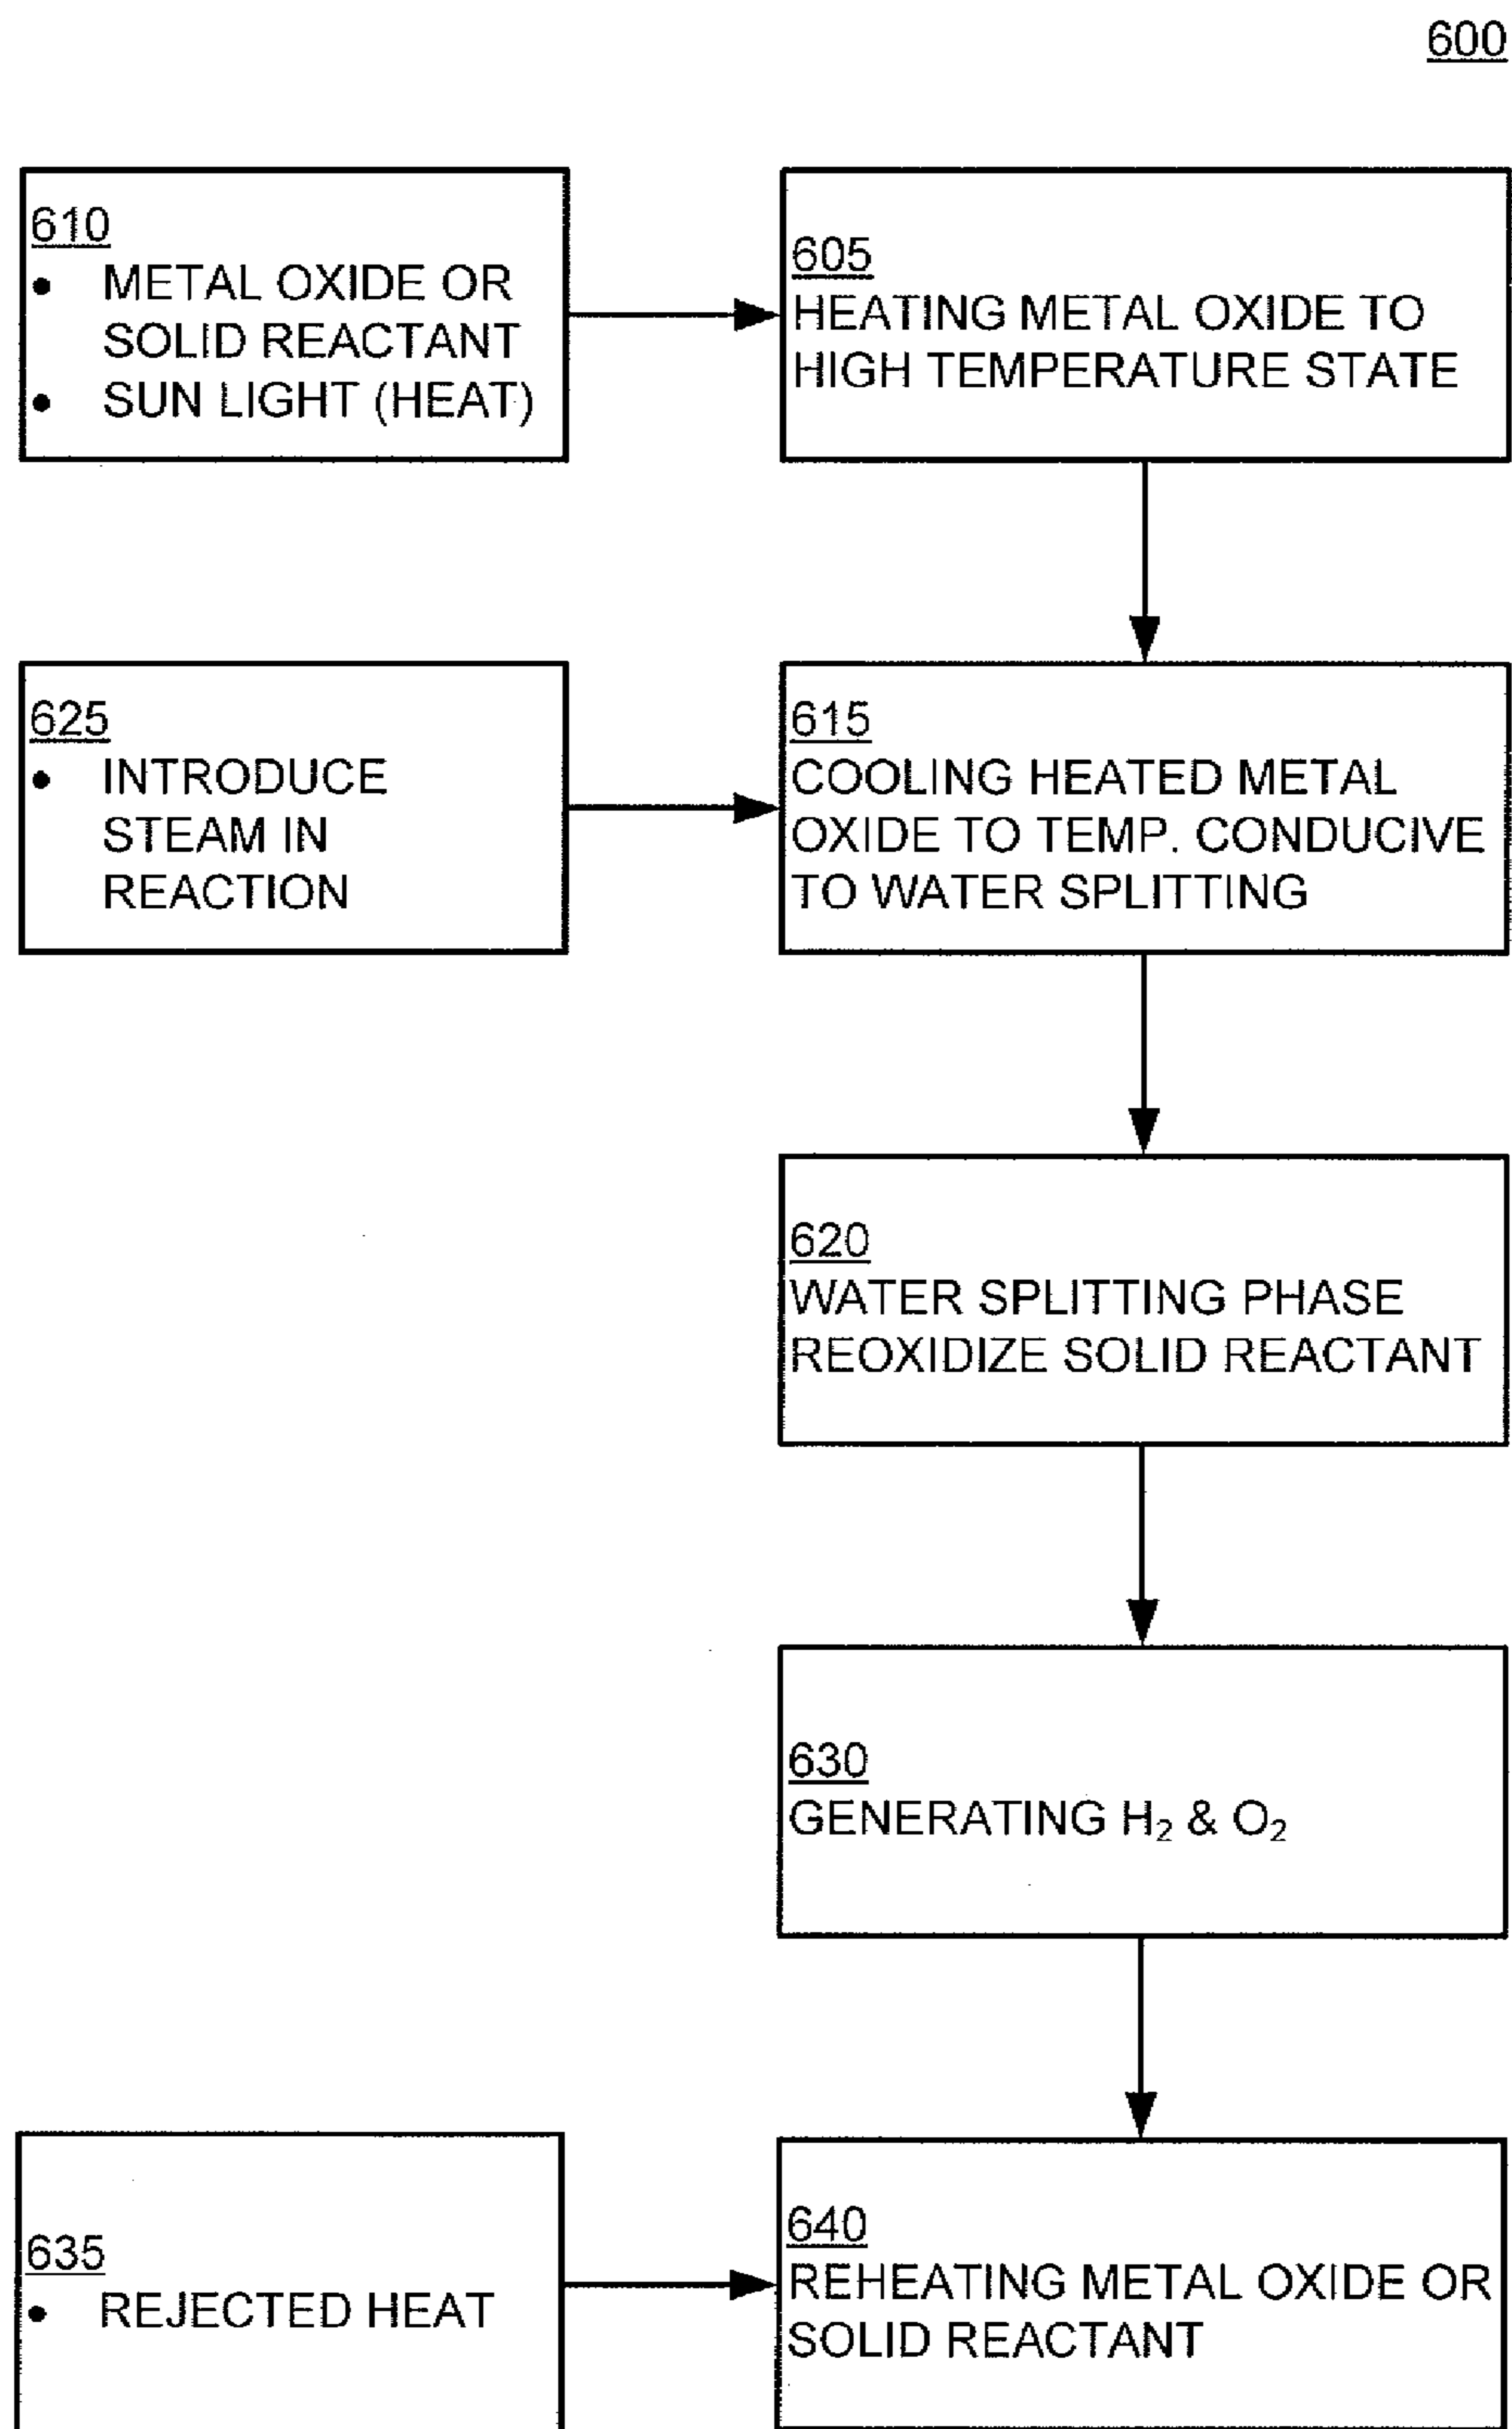 600
610
• METAL OXIDE OR
SOLID REACTANT
• SUN LIGHT (HEAT)
605
HEATING METAL OXIDE TO
HIGH TEMPERATURE STATE
625
• INTRODUCE
STEAM IN
REACTION
615
COOLING HEATED METAL
OXIDE TO TEMP. CONDUCIVE
TO WATER SPLITTING
620
WATER SPLITTING PHASE
REOXIDIZE SOLID REACTANT
630
GENERATING H₂ & O₂
635
• REJECTED HEAT
640
REHEATING METAL OXIDE OR
SOLID REACTANT